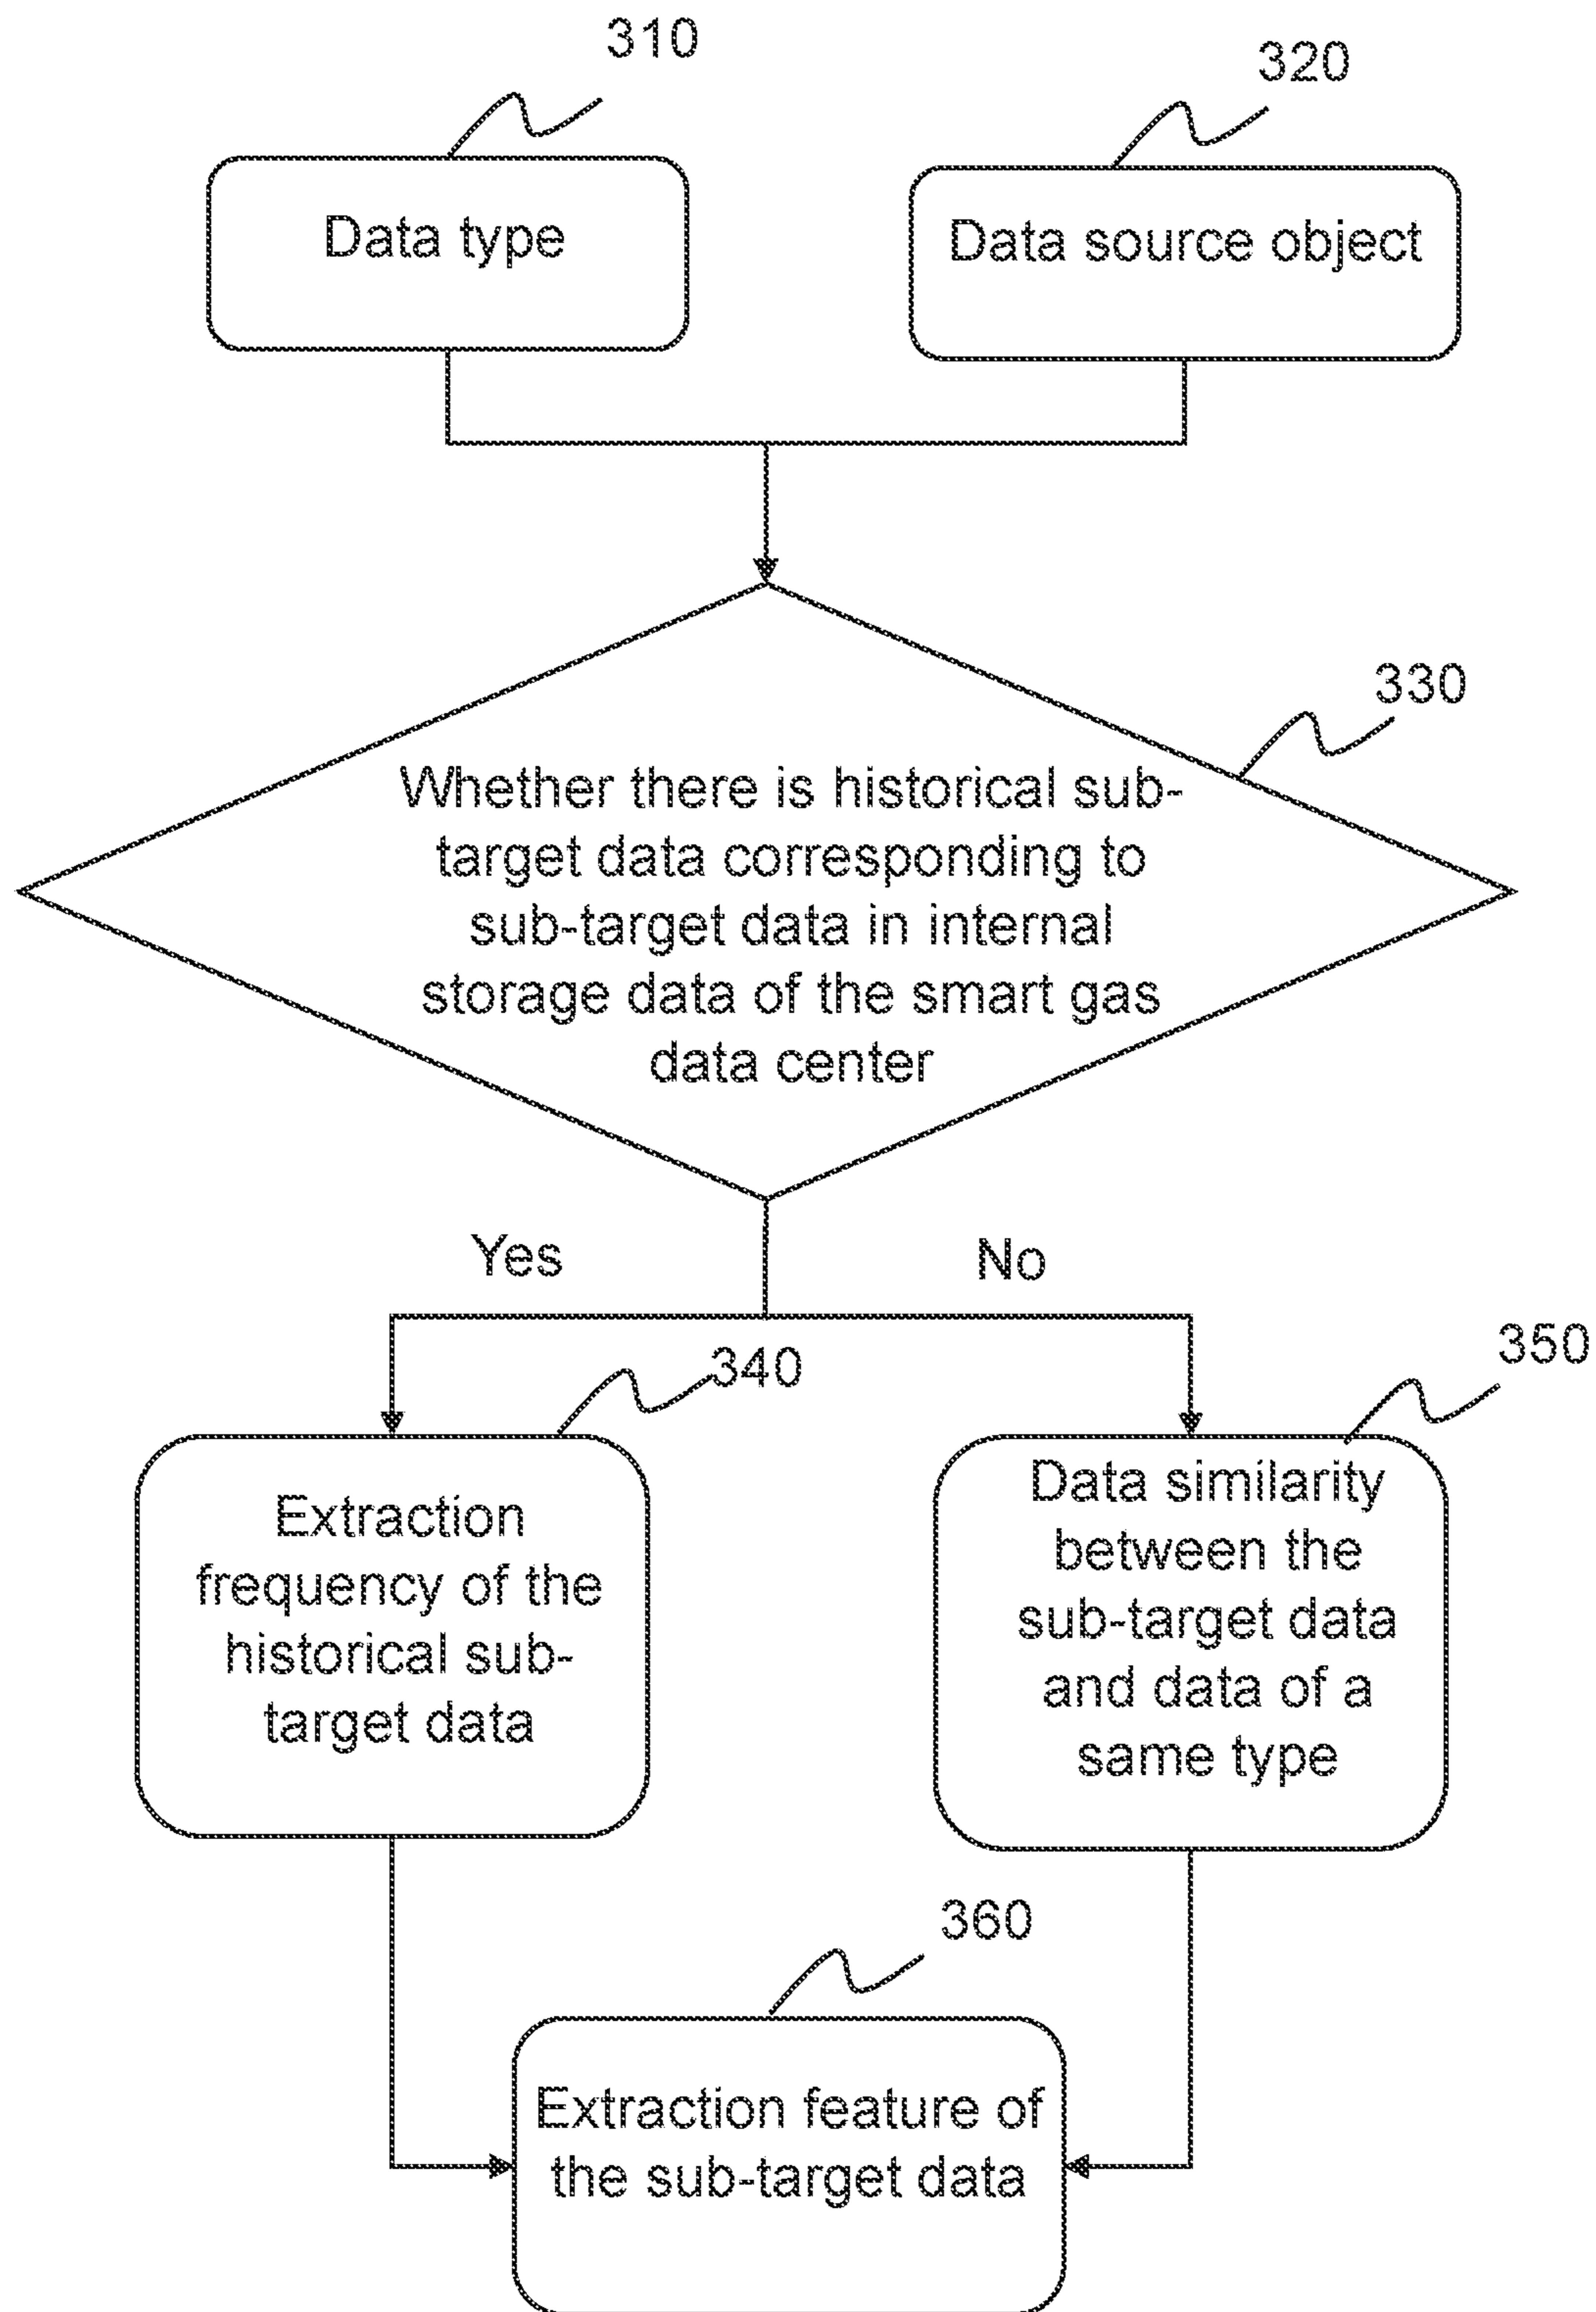 310
320
Data type
Data source object
330
Whether there is historical sub-
target data corresponding to
sub-target data in internal
storage data of the smart gas
data center
Yes
No
340
350
Extraction
frequency of the
historical sub-
target data
Data similarity
between the
sub-target data
and data of a
same type
360
Extraction feature of
the sub-target data